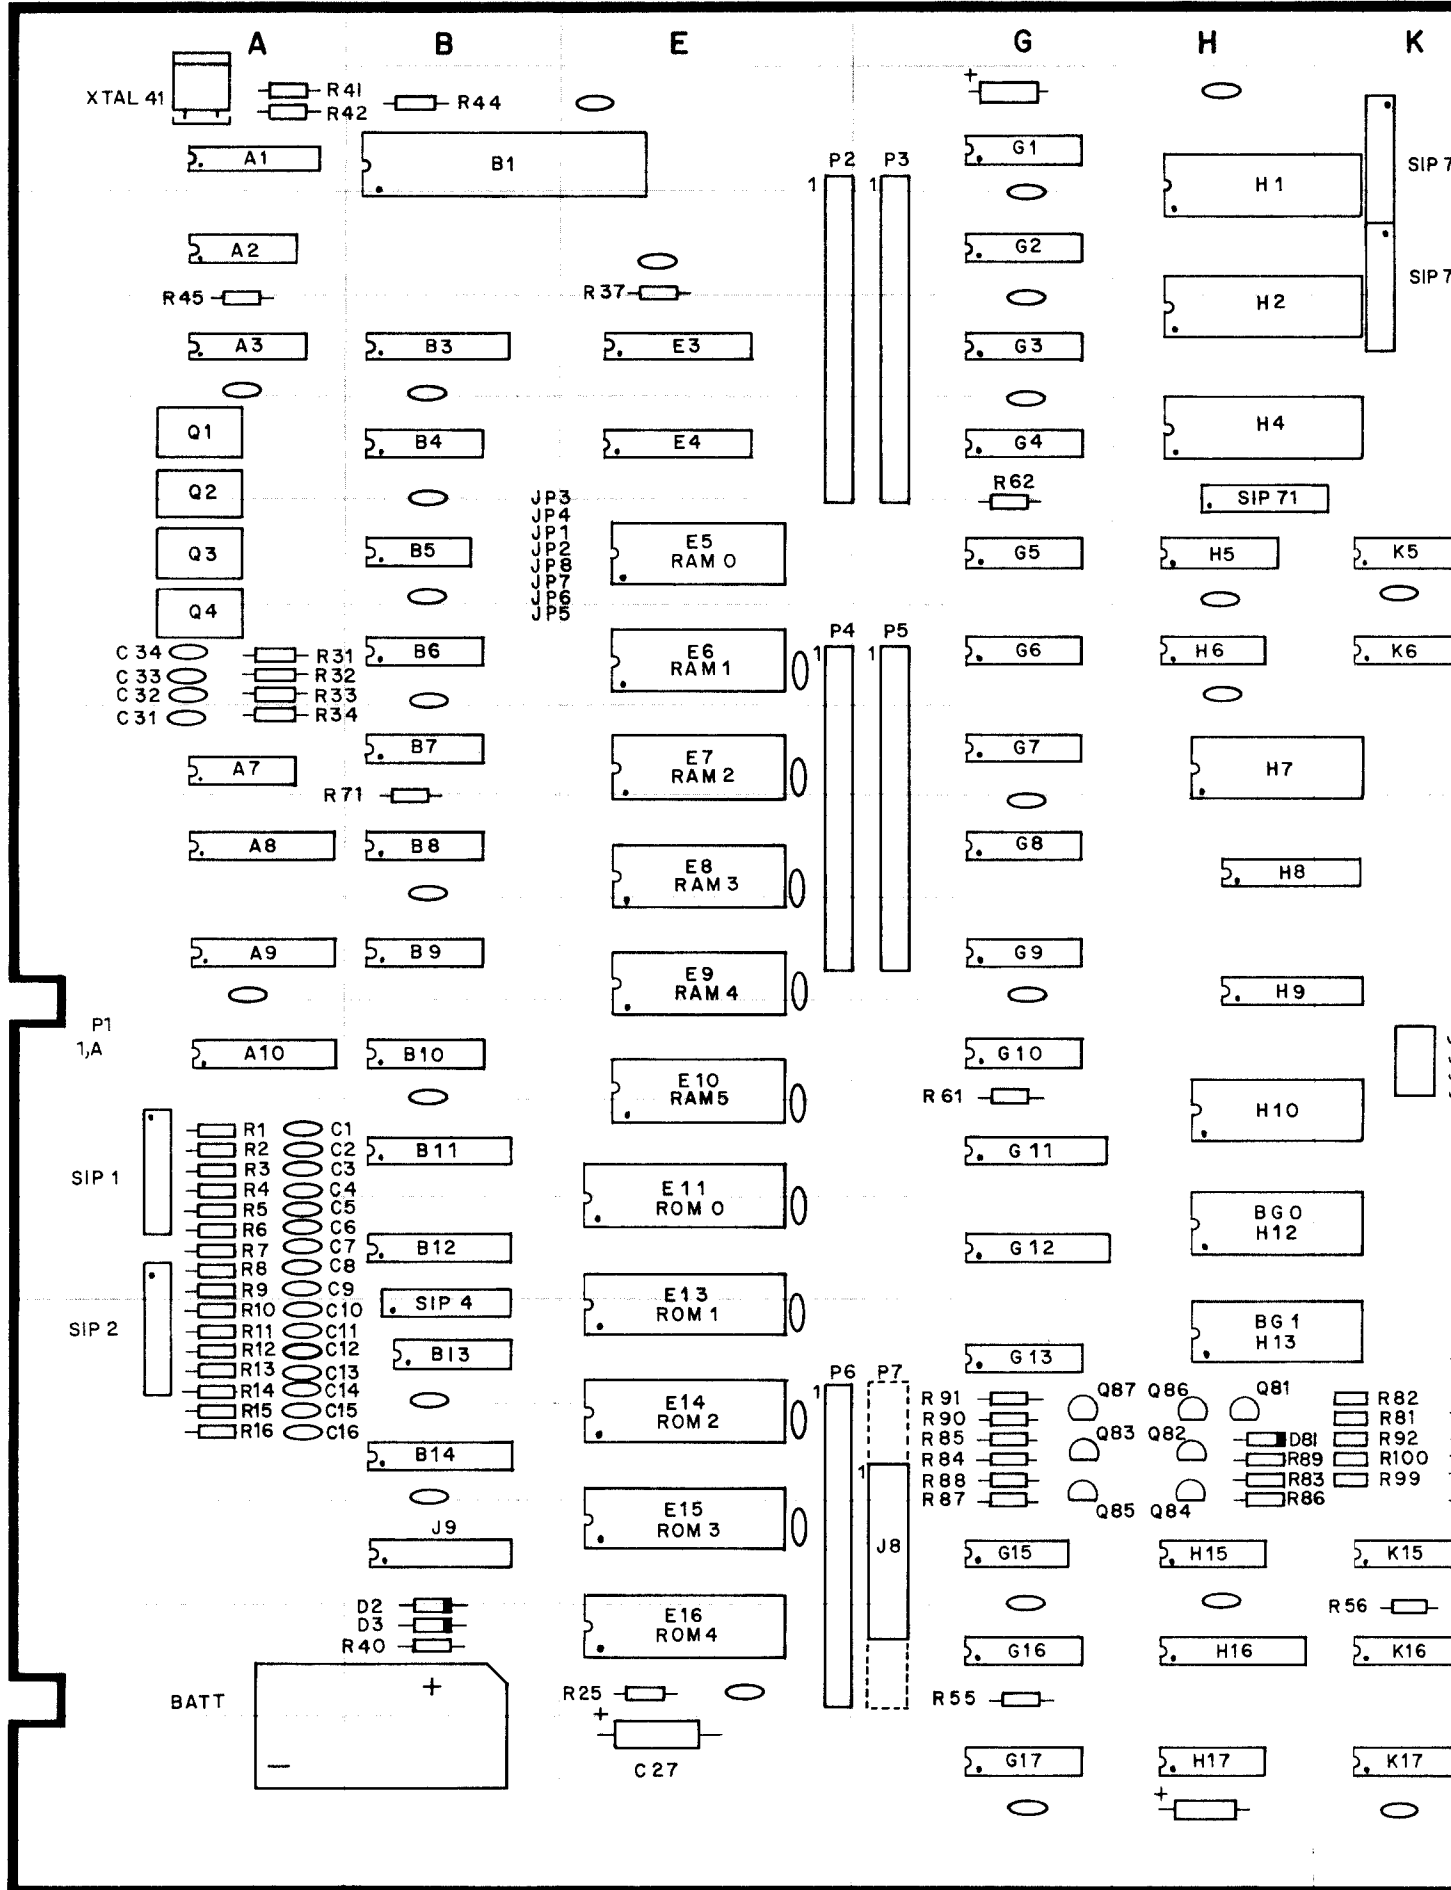 A B E G H K
XTAL 41
R41
R42
R44
A1
B1
P2 P3
1 1
G1
H1
SIP 7
A2
G2
SIP 7
R45
R37
H2
A3
B3
E3
G3
Q1
B4
E4
G4
H4
Q2
R62
SIP 71
JP3
JP4
JP1
JP2
JP8
JP7
JP6
JP5
Q3
B5
E5
RAM 0
G5
H5
K5
Q4
P4 P5
1 1
C34
C33
C32
C31
R31
R32
R33
R34
B6
E6
RAM 1
G6
H6
K6
A7
B7
E7
RAM 2
G7
H7
R71
A8
B8
E8
RAM 3
G8
H8
A9
B9
E9
RAM 4
G9
H9
P1
1,A
A10
B10
E10
RAM5
G10
R61
H10
SIP 1
SIP 2
R1 C1
R2 C2
R3 C3
R4 C4
R5 C5
R6 C6
R7 C7
R8 C8
R9 C9
R10 C10
R11 C11
R12 C12
R13 C13
R14 C14
R15 C15
R16 C16
B11
E11
ROM 0
G11
BG0
H12
B12
G12
SIP 4
E13
ROM 1
BG 1
H13
B13
G13
P6 P7
1
R91
R90
R85
R84
R88
R87
Q87 Q86 Q81
Q83 Q82
Q85 Q84
D81
R89
R83
R86
R82
R81
R92
R100
R99
E14
ROM 2
B14
1
J8
J9
E15
ROM 3
G15
H15
K15
D2
D3
R40
E16
ROM 4
R56
G16
H16
K16
BATT
+
−
R25
+
C27
R55
G17
H17
K17
+
+